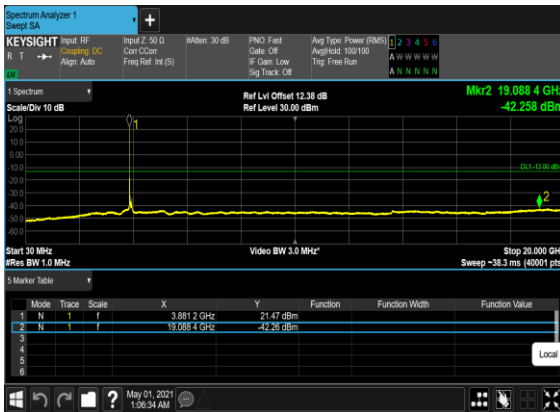 Spectrum Analyzer 1
Swept SA
+
KEYSIGHT Input: RF Input Z: 50 Ω #Atten: 30 dB PNO: Fast Avg Type: Power (RMS) 1 2 3 4 5 6
R T Coupling: DC Corr CCorr Gate: Off Avg|Hold: 100/100 A W W W W W
Align: Auto Freq Ref: Int (S) IF Gain: Low Trig: Free Run
Sig Track: Off A N N N N N
1 Spectrum Ref Lvl Offset 12.38 dB Mkr2 19.088 4 GHz
Scale/Div 10 dB Ref Level 30.00 dBm -42.258 dBm
Log
20.0
10.0
0.00
-10.0
-20.0
-30.0
-40.0
-50.0
-60.0
1
DL1 -13.00 dBm
2
Start 30 MHz Video BW 3.0 MHz* Stop 20.000 GHz
#Res BW 1.0 MHz Sweep ~38.3 ms (40001 pts)
5 Marker Table
Mode Trace Scale X Y Function Function Width Function Value
1 N 1 f 3.881 2 GHz 21.47 dBm
2 N 1 f 19.088 4 GHz -42.26 dBm
3
4
5
6
Local
? May 01, 2021
1:06:34 AM